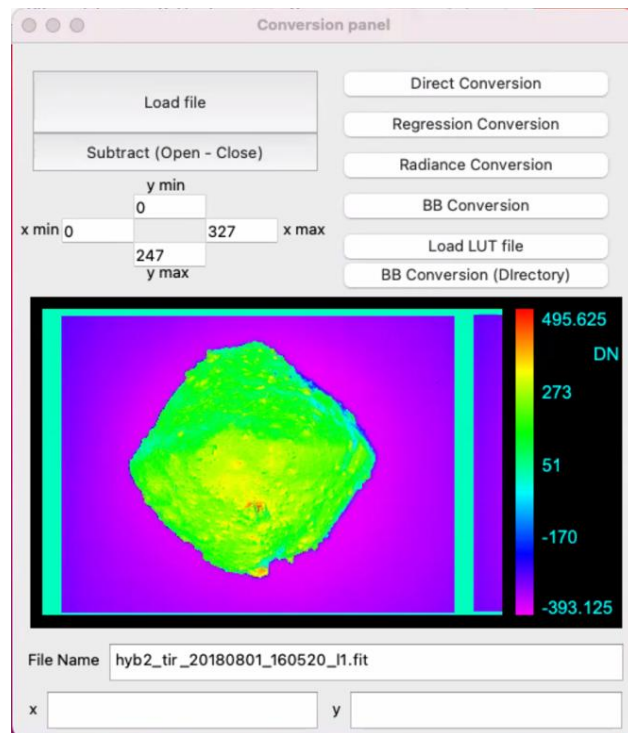 Conversion panel
Load file
Subtract (Open - Close)
Direct Conversion
Regression Conversion
Radiance Conversion
BB Conversion
Load LUT file
BB Conversion (DIrectory)
y min
0
x min 0 327 x max
247
y max
495.625
DN
273
51
-170
-393.125
File Name hyb2_tir_20180801_160520_l1.fit
x y